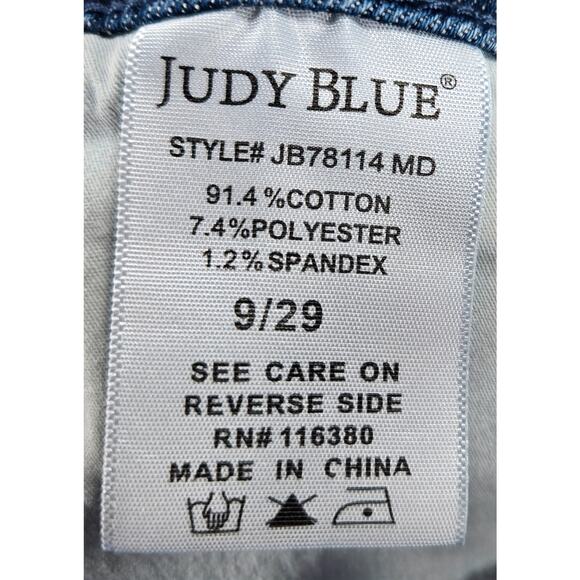 JUDY BLUE®
STYLE# JB78114 MD
91.4%COTTON
7.4%POLYESTER
1.2%SPANDEX
9/29
SEE CARE ON
REVERSE SIDE
RN# 116380
MADE IN CHINA